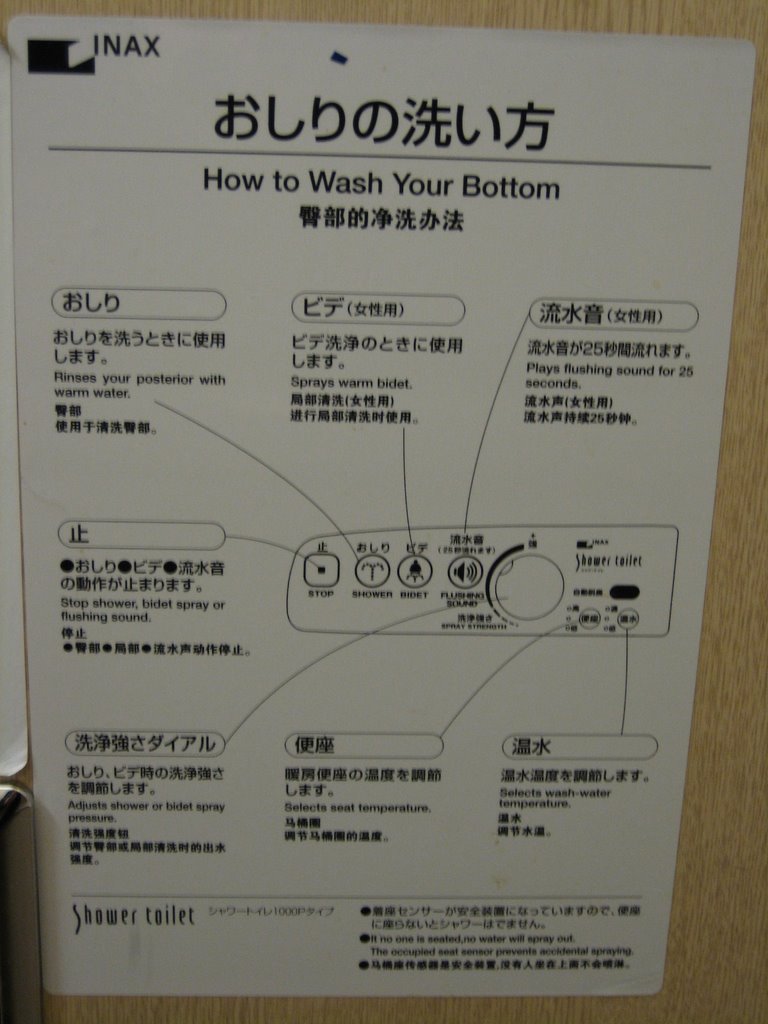 INAX
おしりの洗い方
How to Wash Your Bottom
臀部的净洗办法
おしり
おしりを洗うときに使用
します。
Rinses your posterior with
warm water.
臀部
使用于清洗臀部。
ビデ(女性用)
ビデ洗浄のときに使用
します。
Sprays warm bidet.
局部清洗(女性用)
进行局部清洗时使用。
流水音(女性用)
流水音が25秒間流れます。
Plays flushing sound for 25
seconds.
流水声(女性用)
流水声持续25秒钟。
止
●おしり●ビデ●流水音
の動作が止まります。
Stop shower, bidet spray or
flushing sound.
停止
●臀部●局部●流水声动作停止。
止
STOP
おしり
SHOWER
ビデ
BIDET
流水音
(25秒流れます)
FLUSHING
SOUND
+
強
洗浄強さ
SPRAY STRENGTH
INAX
Shower toilet
便座
温水
洗浄強さダイアル
おしり、ビデ時の洗浄強さ
を調節します。
Adjusts shower or bidet spray
pressure.
清洗强度钮
调节臀部或局部清洗时的出水
强度。
便座
暖房便座の温度を調節
します。
Selects seat temperature.
马桶圈
调节马桶圈的温度。
温水
温水温度を調節します。
Selects wash-water
temperature.
温水
调节水温。
Shower toilet シャワートイレ1000Pタイプ
●着座センサーが安全装置になっていますので、便座
に座らないとシャワーはでません。
●It no one is seated,no water will spray out.
The occupied seat sensor prevents accidental spraying.
●马桶座传感器是安全装置,没有人坐在上面不会喷淋。